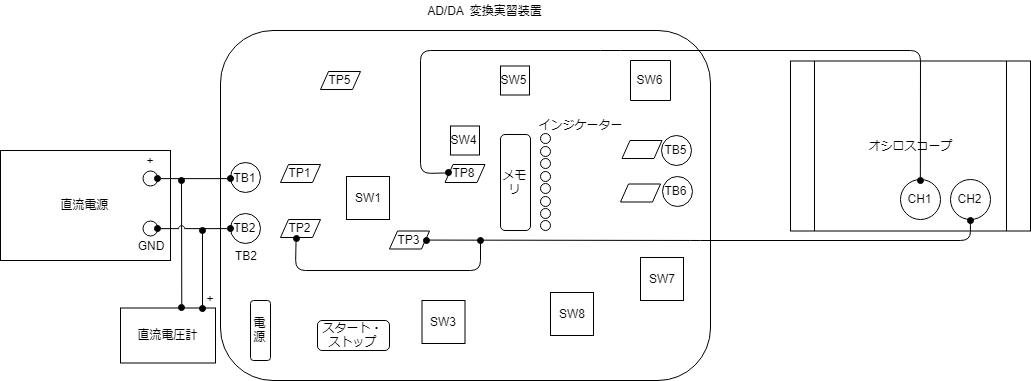 AD/DA 変換実習装置
TP5
SW5
SW6
インジケーター
SW4
オシロスコープ
TB5
+
TB1
TP1
TP8
メモ
リ
TB6
直流電源
SW1
CH1
CH2
TB2
TP2
GND
TB2
TP3
SW7
+
電
源
スタート・
ストップ
SW3
SW8
直流電圧計